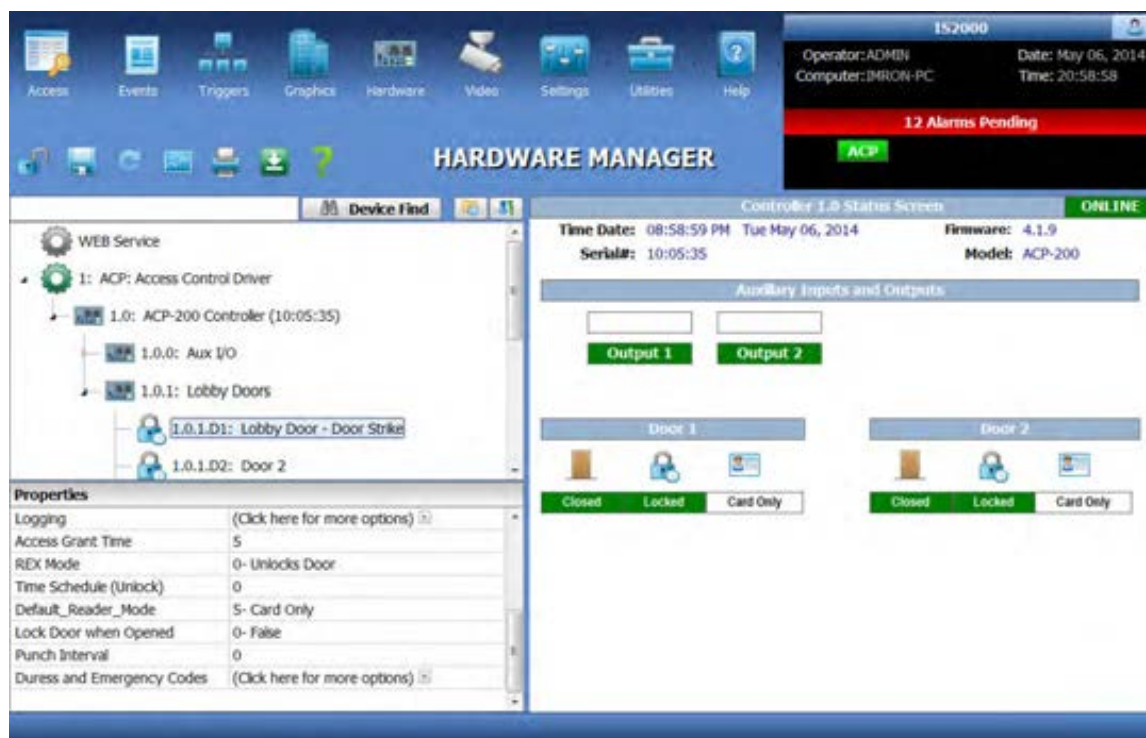 IS2000
Operator:ADMIN
Date: May 06, 2014
Computer:IMRON-PC
Time: 20:58:58
12 Alarms Pending
ACP
Access
Events
Triggers
Graphics
Hardware
Video
Settings
Utilities
Help
HARDWARE MANAGER
Device Find
WEB Service
1: ACP: Access Control Driver
1.0: ACP-200 Controller (10:05:35)
1.0.0: Aux I/O
1.0.1: Lobby Doors
1.0.1.D1: Lobby Door - Door Strike
1.0.1.D2: Door 2
Properties
Logging (Click here for more options)
Access Grant Time 5
REX Mode 0- Unlocks Door
Time Schedule (Unlock) 0
Default_Reader_Mode 5- Card Only
Lock Door when Opened 0- False
Punch Interval 0
Duress and Emergency Codes (Click here for more options)
Controller 1.0 Status Screen
ONLINE
Time Date: 08:58:59 PM Tue May 06, 2014
Firmware: 4.1.9
Serial#: 10:05:35
Model: ACP-200
Auxillary Inputs and Outputs
Output 1
Output 2
Door 1
Closed Locked Card Only
Door 2
Closed Locked Card Only